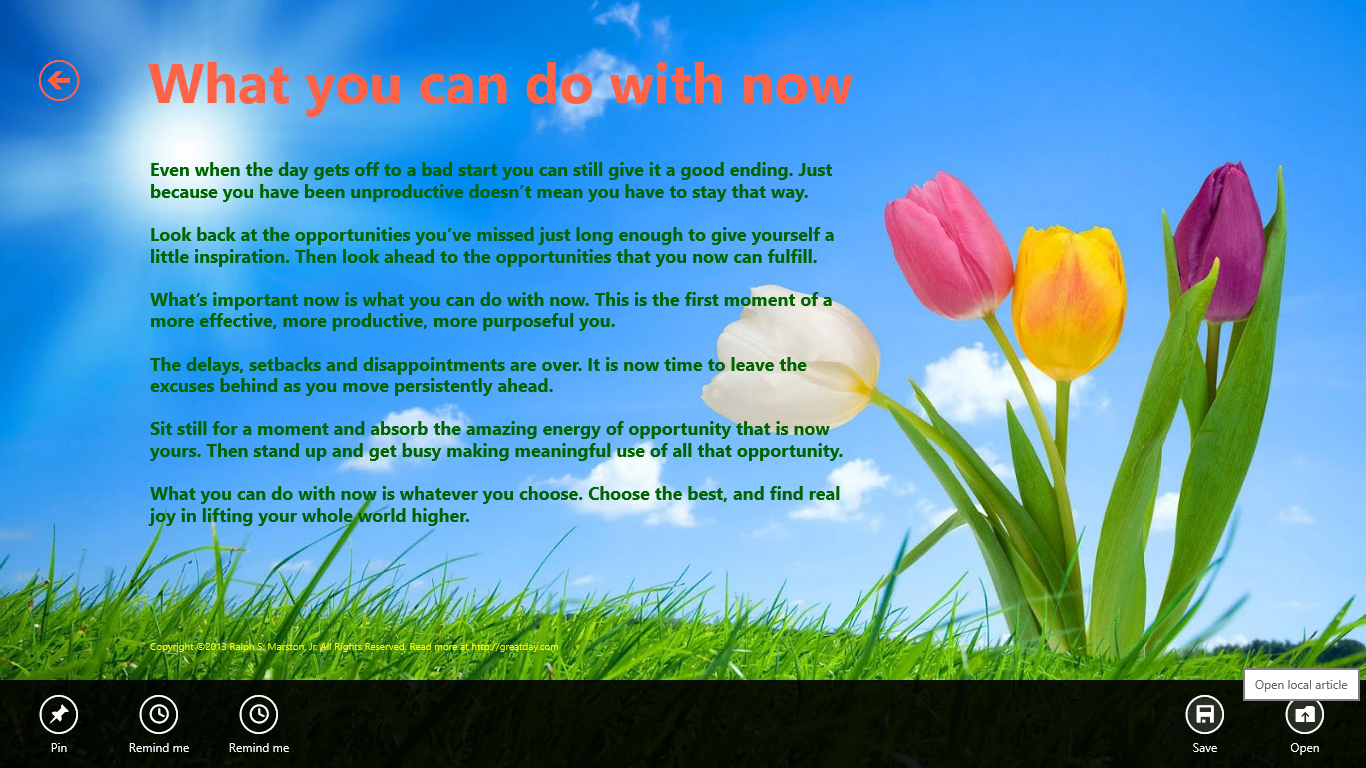 What you can do with now
Even when the day gets off to a bad start you can still give it a good ending. Just
because you have been unproductive doesn’t mean you have to stay that way.
Look back at the opportunities you’ve missed just long enough to give yourself a
little inspiration. Then look ahead to the opportunities that you now can fulfill.
What’s important now is what you can do with now. This is the first moment of a
more effective, more productive, more purposeful you.
The delays, setbacks and disappointments are over. It is now time to leave the
excuses behind as you move persistently ahead.
Sit still for a moment and absorb the amazing energy of opportunity that is now
yours. Then stand up and get busy making meaningful use of all that opportunity.
What you can do with now is whatever you choose. Choose the best, and find real
joy in lifting your whole world higher.
Copyright ©2013 Ralph S. Marston, Jr. All Rights Reserved. Read more at http://greatday.com
Open local article
Pin
Remind me
Remind me
Save
Open